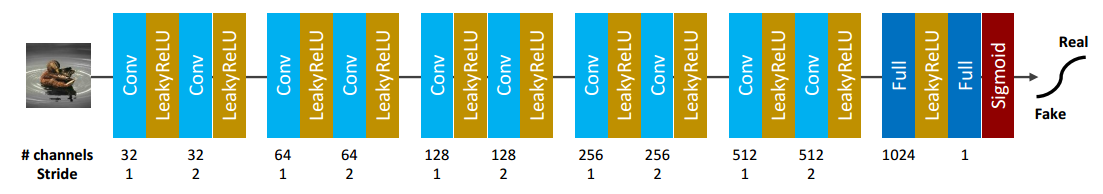 Conv LeakyReLU Conv LeakyReLU Conv LeakyReLU Conv LeakyReLU Conv LeakyReLU Conv LeakyReLU Conv LeakyReLU Conv LeakyReLU Conv LeakyReLU Conv LeakyReLU Full LeakyReLU Full Sigmoid
Real
Fake
# channels 32 32 64 64 128 128 256 256 512 512 1024 1
Stride 1 2 1 2 1 2 1 2 1 2